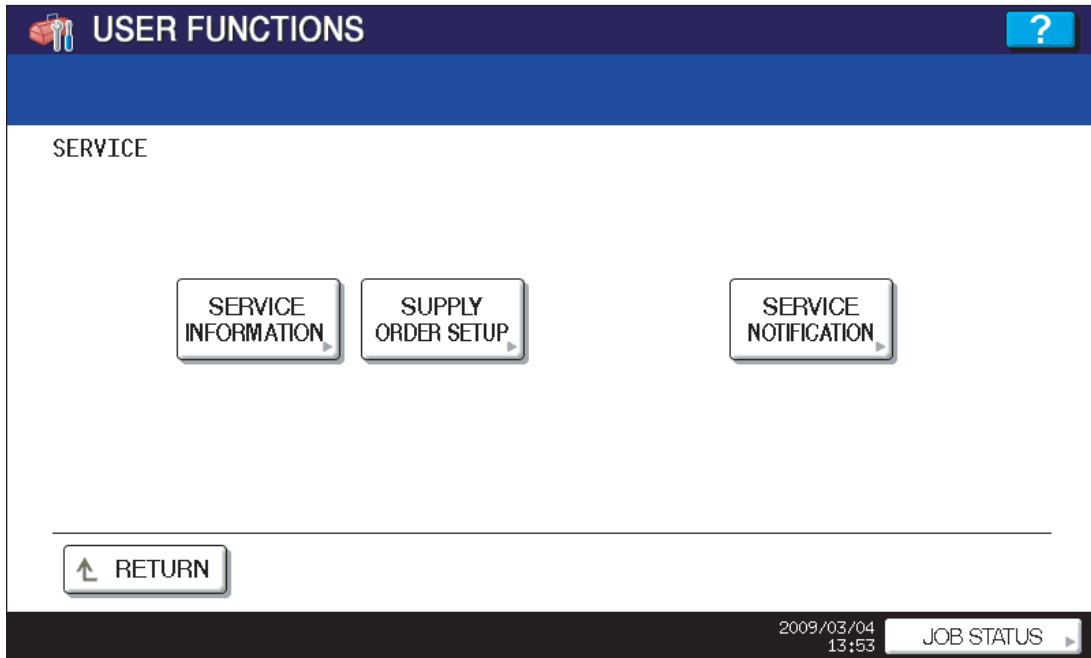 USER FUNCTIONS
?
SERVICE
SERVICE
INFORMATION
SUPPLY
ORDER SETUP
SERVICE
NOTIFICATION
RETURN
2009/03/04
13:53
JOB STATUS